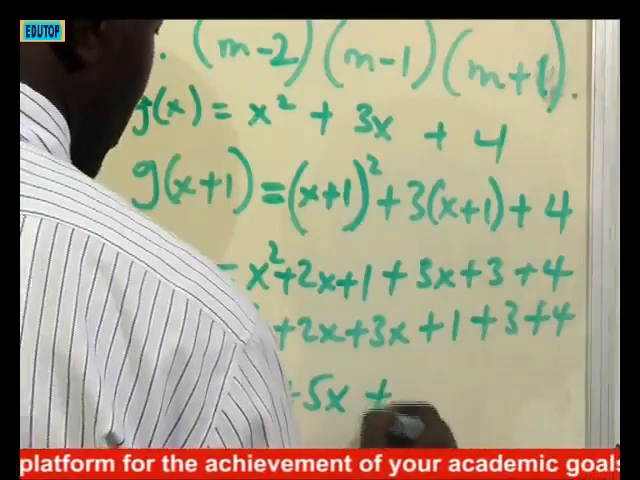 EDUTOP
. (m-2)(m-1)(m+1).
g(x) = x² + 3x + 4
g(x+1) = (x+1)² + 3(x+1) + 4
= x² + 2x + 1 + 3x + 3 + 4
+ 2x + 3x + 1 + 3 + 4
+ 5x +
platform for the achievement of your academic goals